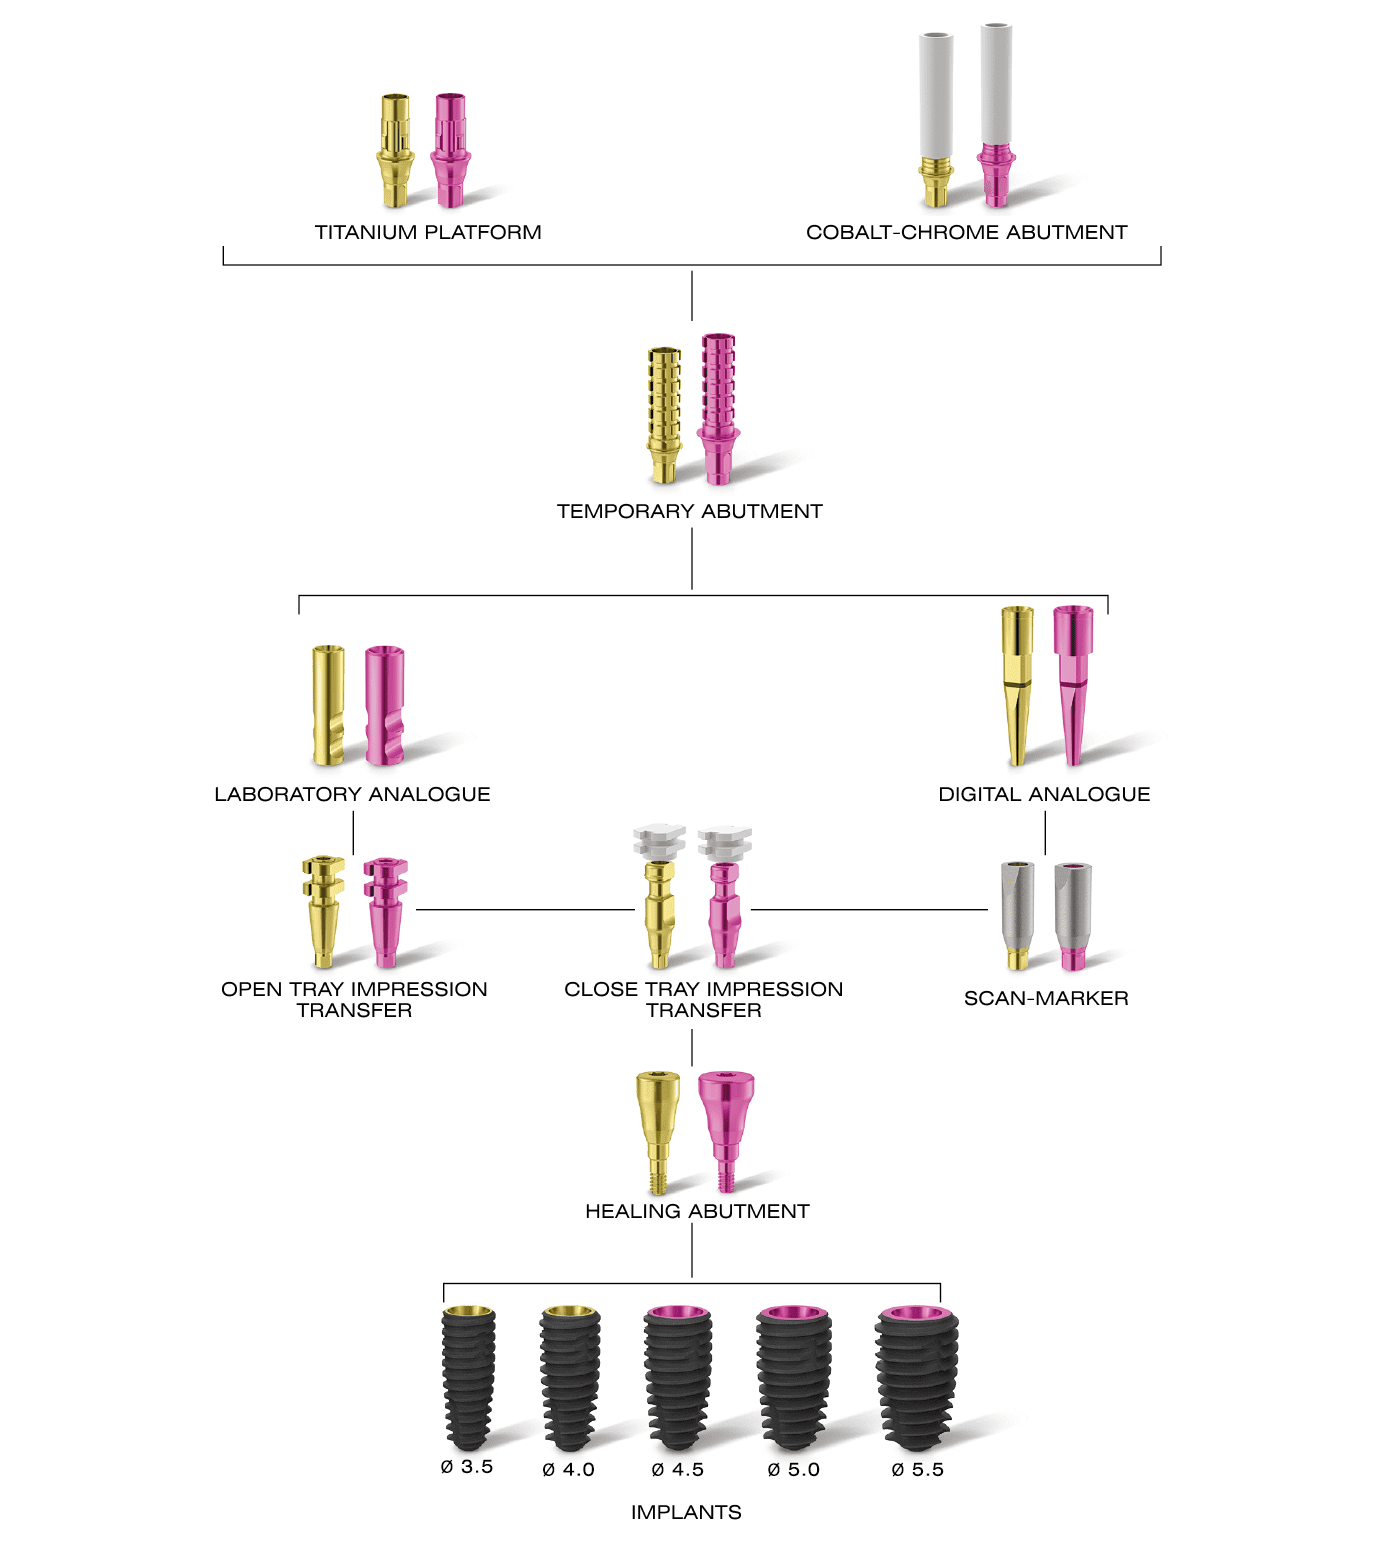 TITANIUM PLATFORM
COBALT-CHROME ABUTMENT
TEMPORARY ABUTMENT
LABORATORY ANALOGUE
DIGITAL ANALOGUE
OPEN TRAY IMPRESSION
TRANSFER
CLOSE TRAY IMPRESSION
TRANSFER
SCAN-MARKER
HEALING ABUTMENT
Ø 3.5
Ø 4.0
Ø 4.5
Ø 5.0
Ø 5.5
IMPLANTS